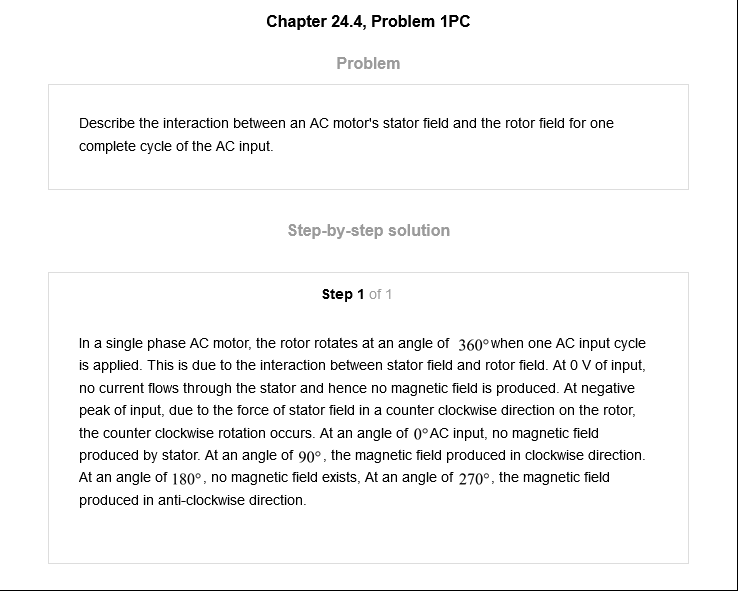 Chapter 24.4, Problem 1PC
Problem
Describe the interaction between an AC motor's stator field and the rotor field for one
complete cycle of the AC input.
Step-by-step solution
Step 1 of 1
In a single phase AC motor, the rotor rotates at an angle of 360° when one AC input cycle
is applied. This is due to the interaction between stator field and rotor field. At 0 V of input,
no current flows through the stator and hence no magnetic field is produced. At negative
peak of input, due to the force of stator field in a counter clockwise direction on the rotor,
the counter clockwise rotation occurs. At an angle of 0° AC input, no magnetic field
produced by stator. At an angle of 90°, the magnetic field produced in clockwise direction.
At an angle of 180°, no magnetic field exists, At an angle of 270°, the magnetic field
produced in anti-clockwise direction.